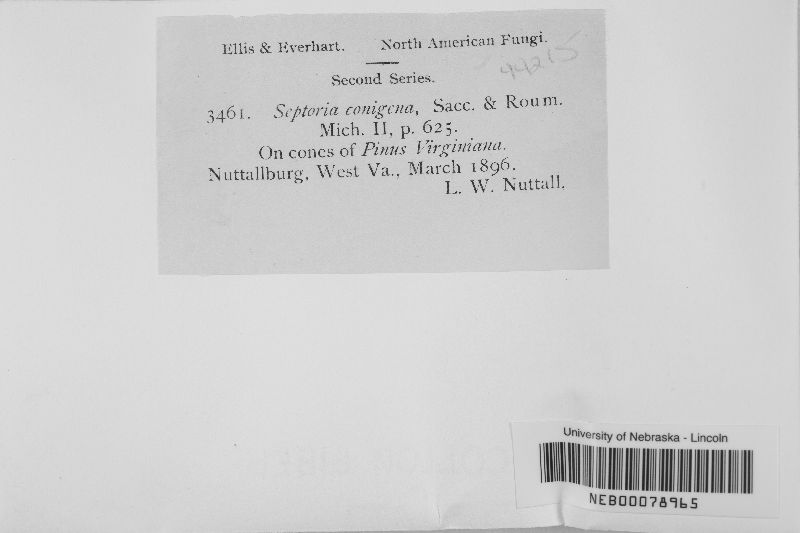 Ellis & Everhart. North American Fungi.
44215
Second Series.
3461. Septoria conigena, Sacc. & Roum.
Mich. II, p. 625.
On cones of Pinus Virginiana.
Nuttallburg, West Va., March 1896.
L. W. Nuttall.
University of Nebraska - Lincoln
NEB00078965